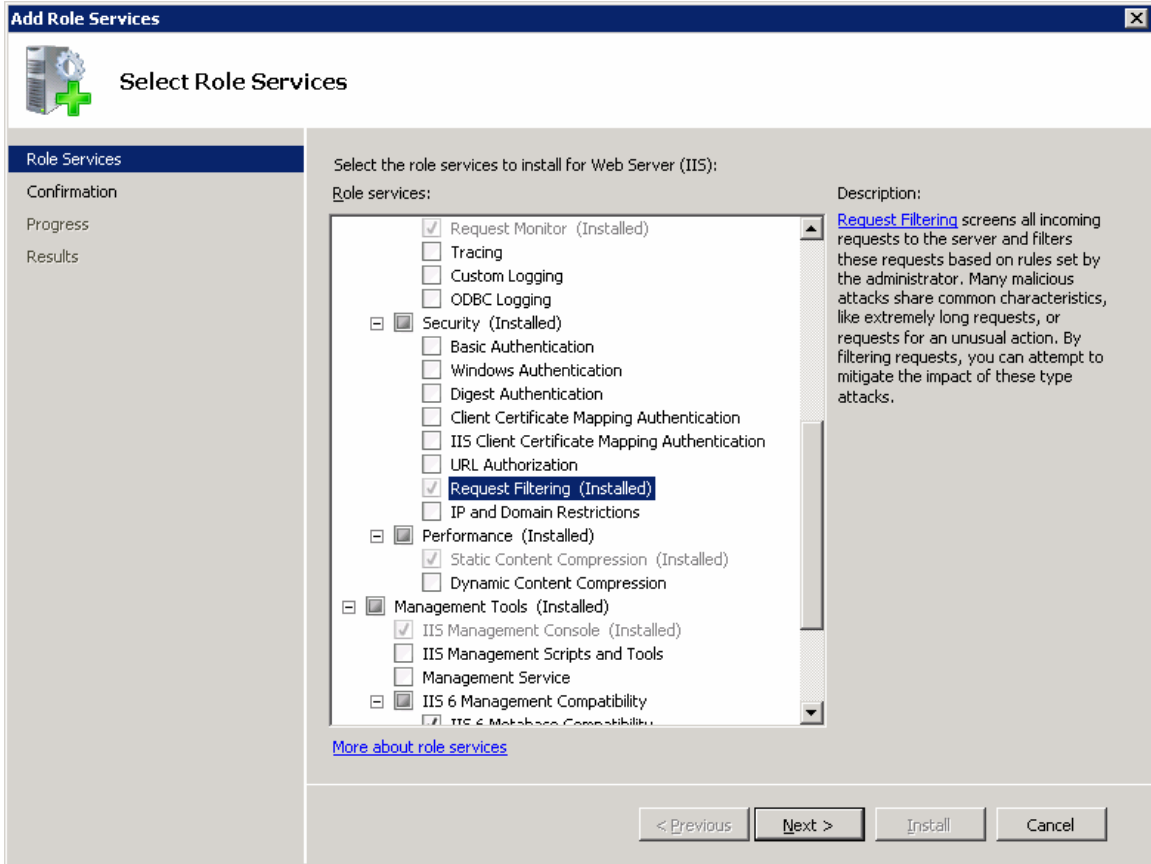 Add Role Services
Select Role Services
Role Services
Confirmation
Progress
Results
Select the role services to install for Web Server (IIS):
Role services:
Request Monitor (Installed)
Tracing
Custom Logging
ODBC Logging
Security (Installed)
Basic Authentication
Windows Authentication
Digest Authentication
Client Certificate Mapping Authentication
IIS Client Certificate Mapping Authentication
URL Authorization
Request Filtering (Installed)
IP and Domain Restrictions
Performance (Installed)
Static Content Compression (Installed)
Dynamic Content Compression
Management Tools (Installed)
IIS Management Console (Installed)
IIS Management Scripts and Tools
Management Service
IIS 6 Management Compatibility
IIS 6 Metabase Compatibility
More about role services
Description:
Request Filtering screens all incoming
requests to the server and filters
these requests based on rules set by
the administrator. Many malicious
attacks share common characteristics,
like extremely long requests, or
requests for an unusual action. By
filtering requests, you can attempt to
mitigate the impact of these type
attacks.
< Previous
Next >
Install
Cancel